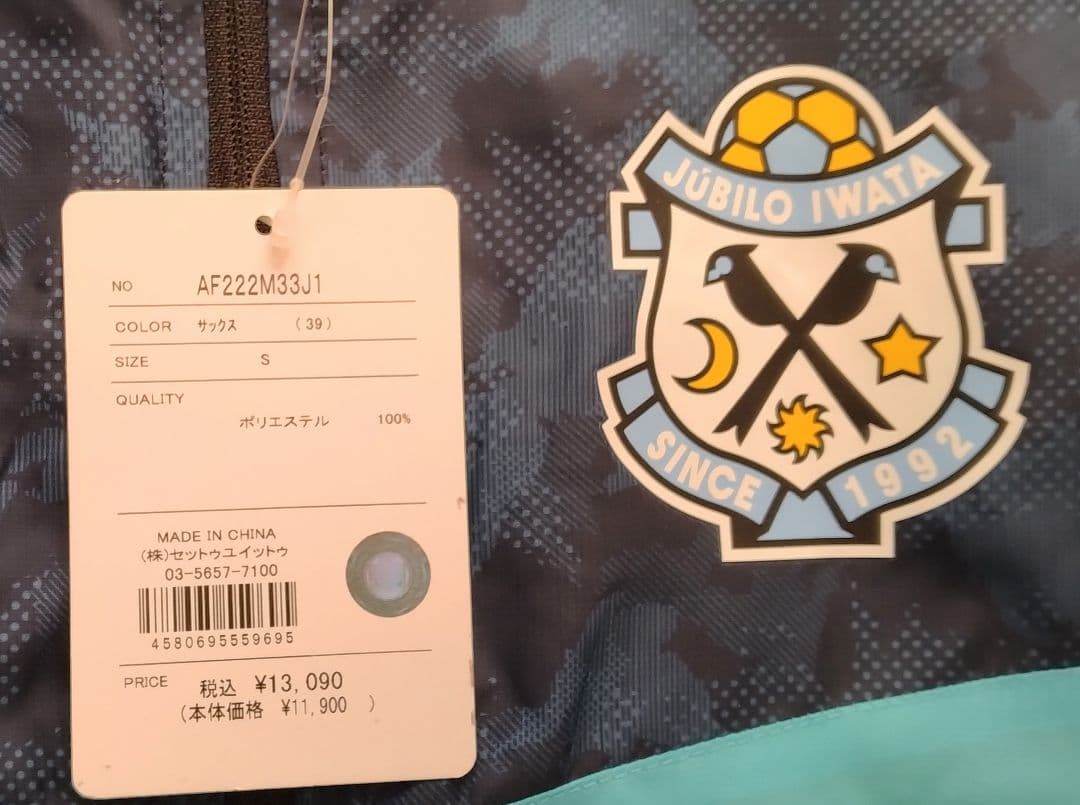 NO AF222M33J1
COLOR サックス (39)
SIZE S
QUALITY
ポリエステル 100%
MADE IN CHINA
(株)セットゥユイットゥ
03-5657-7100
4580695559695
PRICE 税込 ¥13,090
(本体価格 ¥11,900 )
JÚBILO IWATA
SINCE 1992